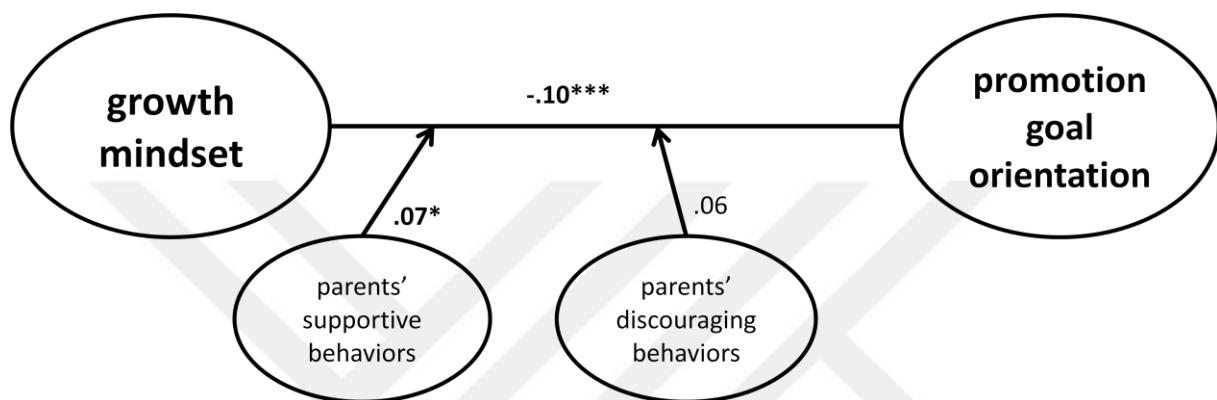 growth
mindset
-.10***
promotion
goal
orientation
.07*
.06
parents’
supportive
behaviors
parents’
discouraging
behaviors